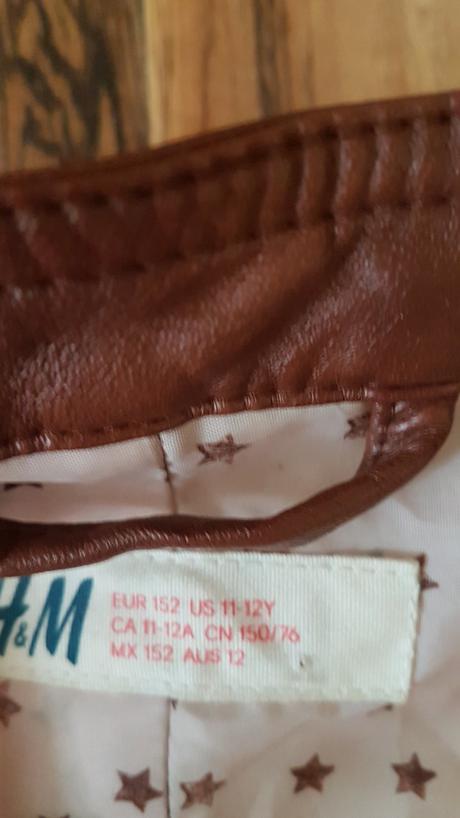 H&M
EUR 152 US 11-12Y
CA 11-12A CN 150/76
MX 152 AUS 12